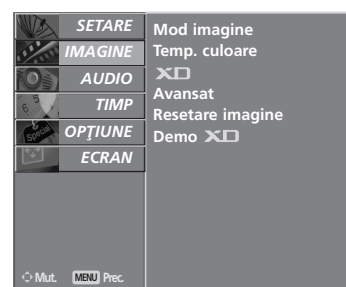 SETARE
IMAGINE
AUDIO
TIMP
OPŢIUNE
Special
ECRAN
Mod imagine
Temp. culoare
XD
Avansat
Resetare imagine
Demo XD
Mut. MENU Prec.